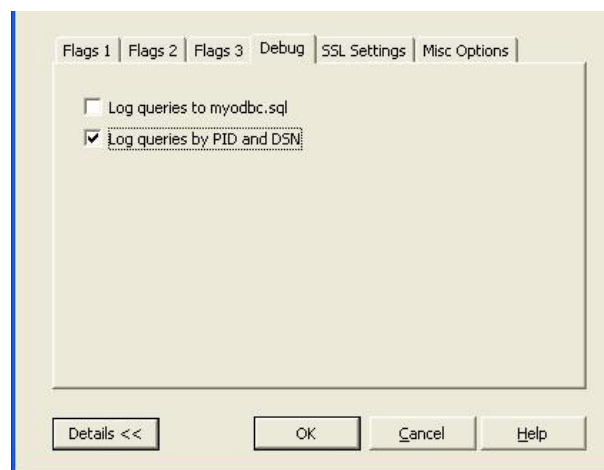 Flags 1 Flags 2 Flags 3 Debug SSL Settings Misc Options
Log queries to myodbc.sql
Log queries by PID and DSN
Details << OK Cancel Help